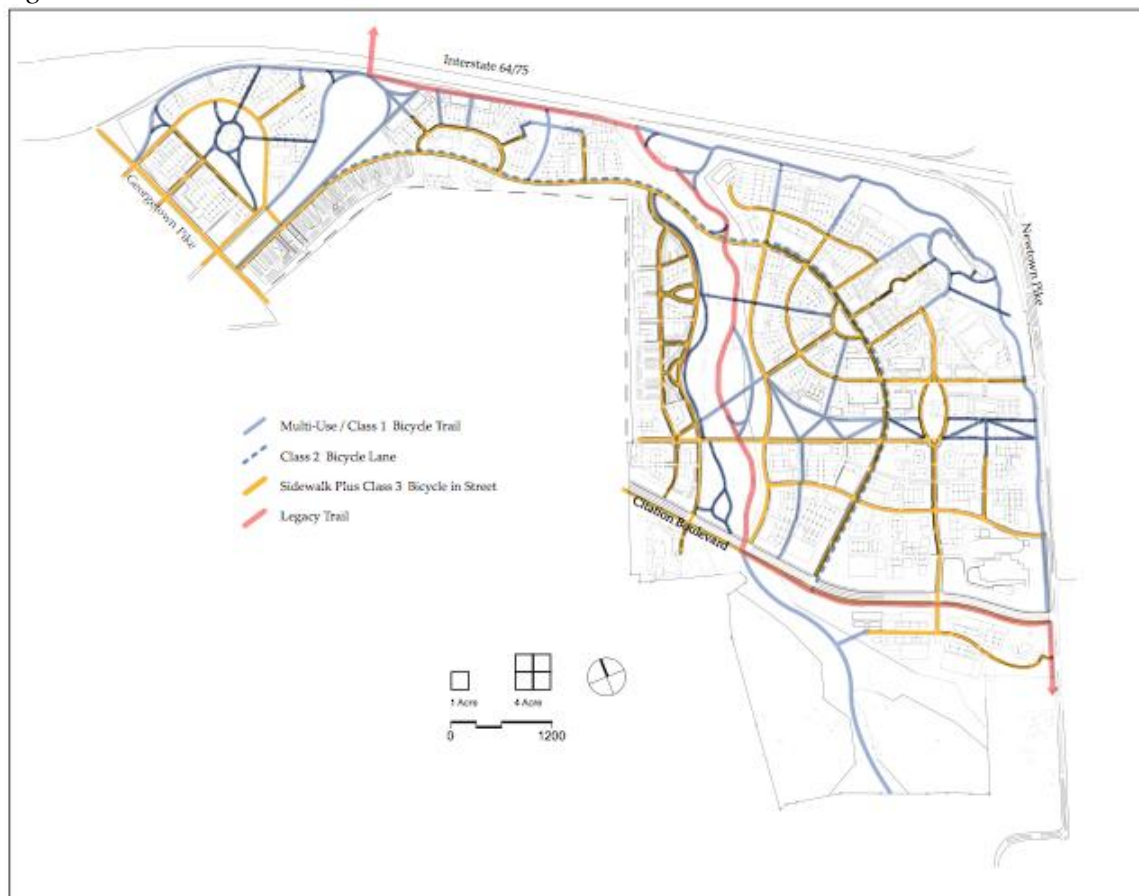 Interstate 64/75
Georgetown Pike
Newtown Pike
Multi-Use / Class 1 Bicycle Trail
Class 2 Bicycle Lane
Sidewalk Plus Class 3 Bicycle in Street
Legacy Trail
Citation Boulevard
1 Acre
4 Acre
0
1200